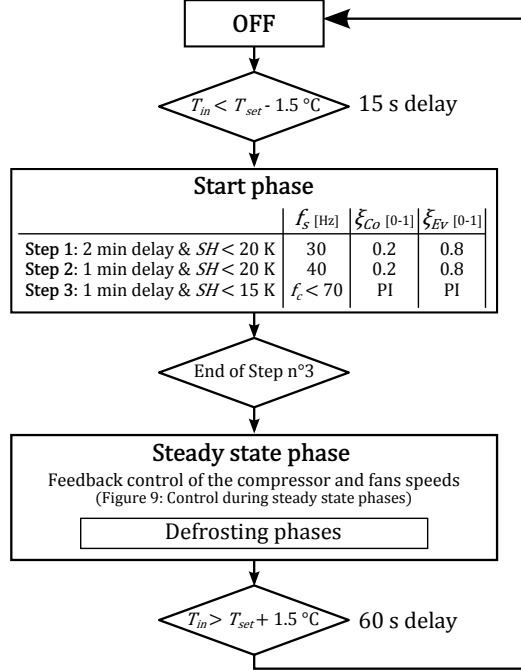 OFF
T_in < T_set - 1.5 °C 15 s delay
Start phase
f_s [Hz] ξ_Co [0-1] ξ_Ev [0-1]
Step 1: 2 min delay & SH < 20 K 30 0.2 0.8
Step 2: 1 min delay & SH < 20 K 40 0.2 0.8
Step 3: 1 min delay & SH < 15 K f_c < 70 PI PI
End of Step n°3
Steady state phase
Feedback control of the compressor and fans speeds
(Figure 9: Control during steady state phases)
Defrosting phases
T_in > T_set + 1.5 °C 60 s delay